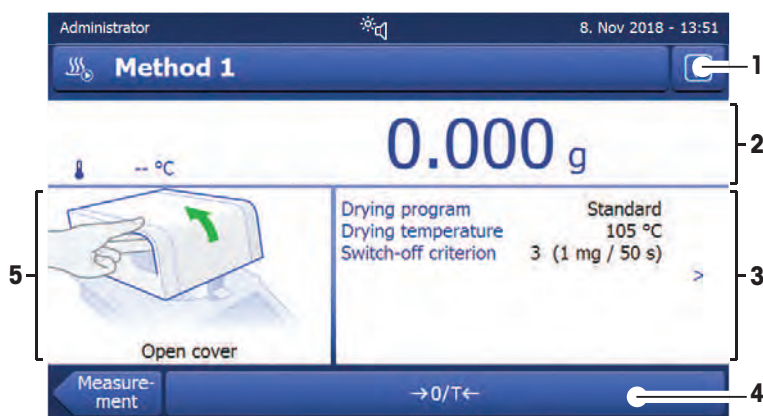 Administrator 8. Nov 2018 - 13:51
Method 1
1
0.000 g
2
-- °C
Drying program Standard
Drying temperature 105 °C
Switch-off criterion 3 (1 mg / 50 s)
>
3
5
Open cover
Measure-
ment
→0/T←
4